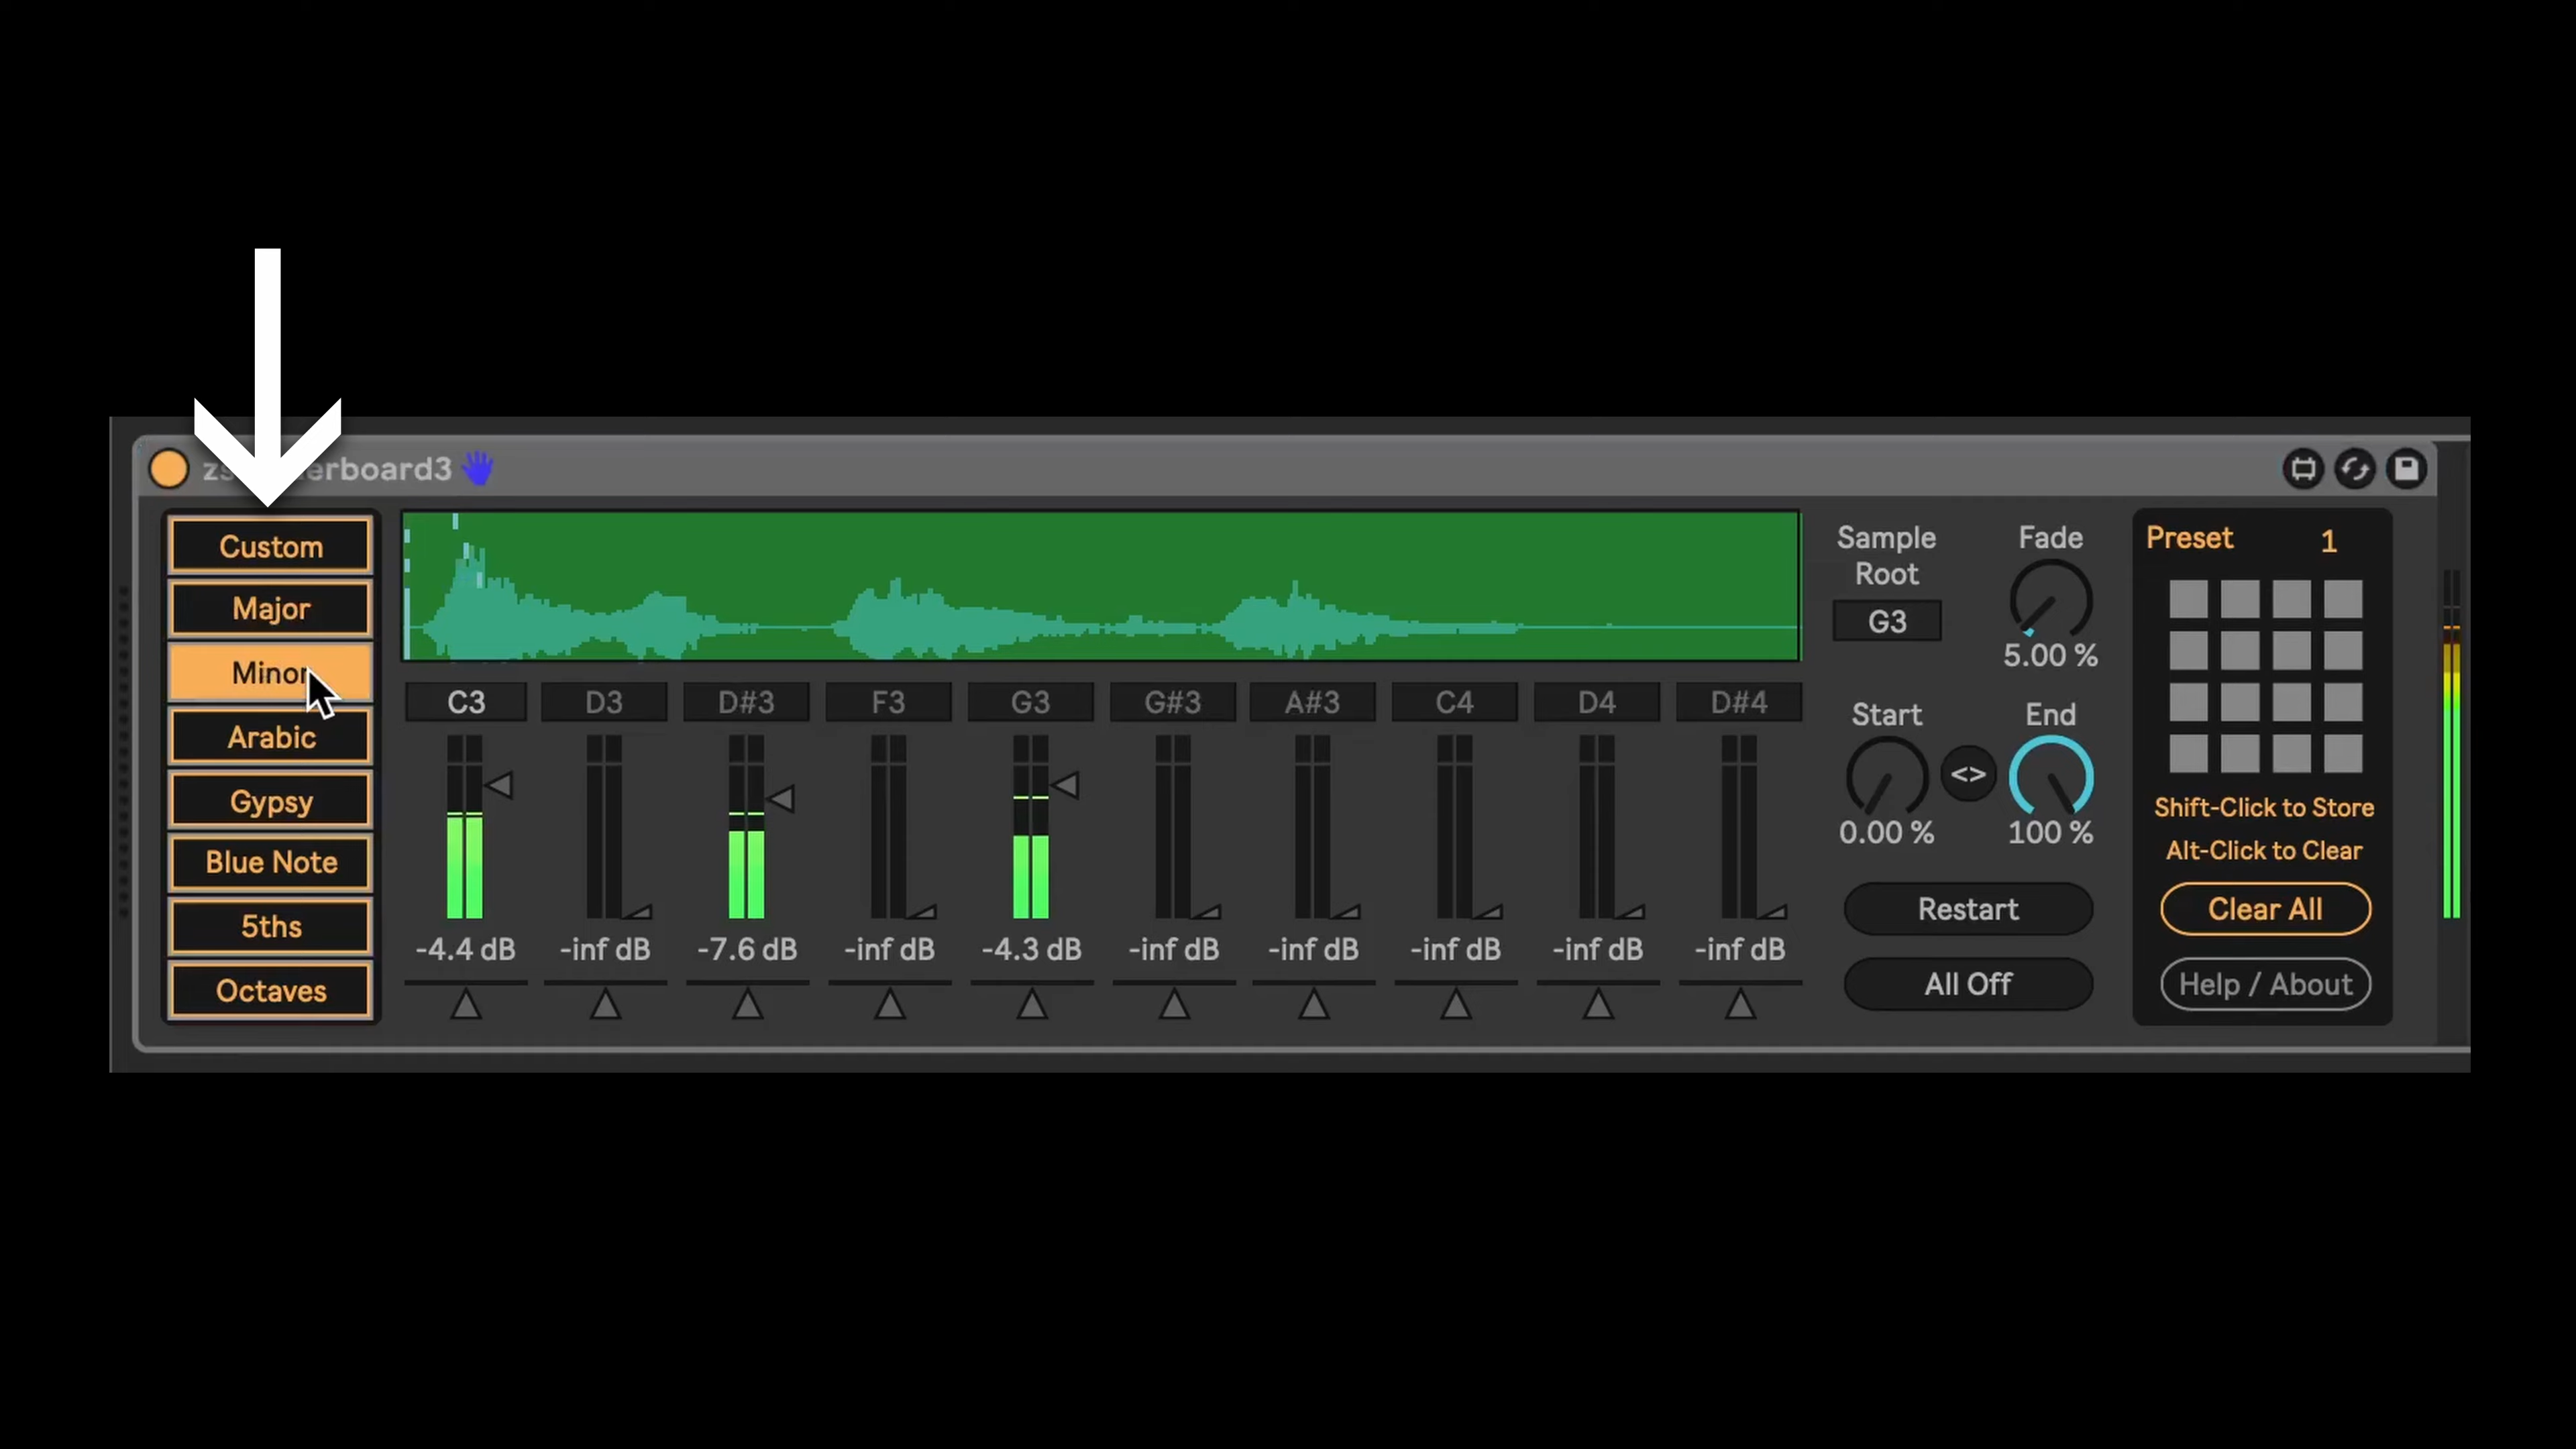 erboard3
Custom
Major
Minor
Arabic
Gypsy
Blue Note
5ths
Octaves
C3 D3 D#3 F3 G3 G#3 A#3 C4 D4 D#4
-4.4 dB -inf dB -7.6 dB -inf dB -4.3 dB -inf dB -inf dB -inf dB -inf dB -inf dB
Sample
Root
G3
Fade
5.00 %
Start
0.00 %
<>
End
100 %
Restart
All Off
Preset 1
Shift-Click to Store
Alt-Click to Clear
Clear All
Help / About